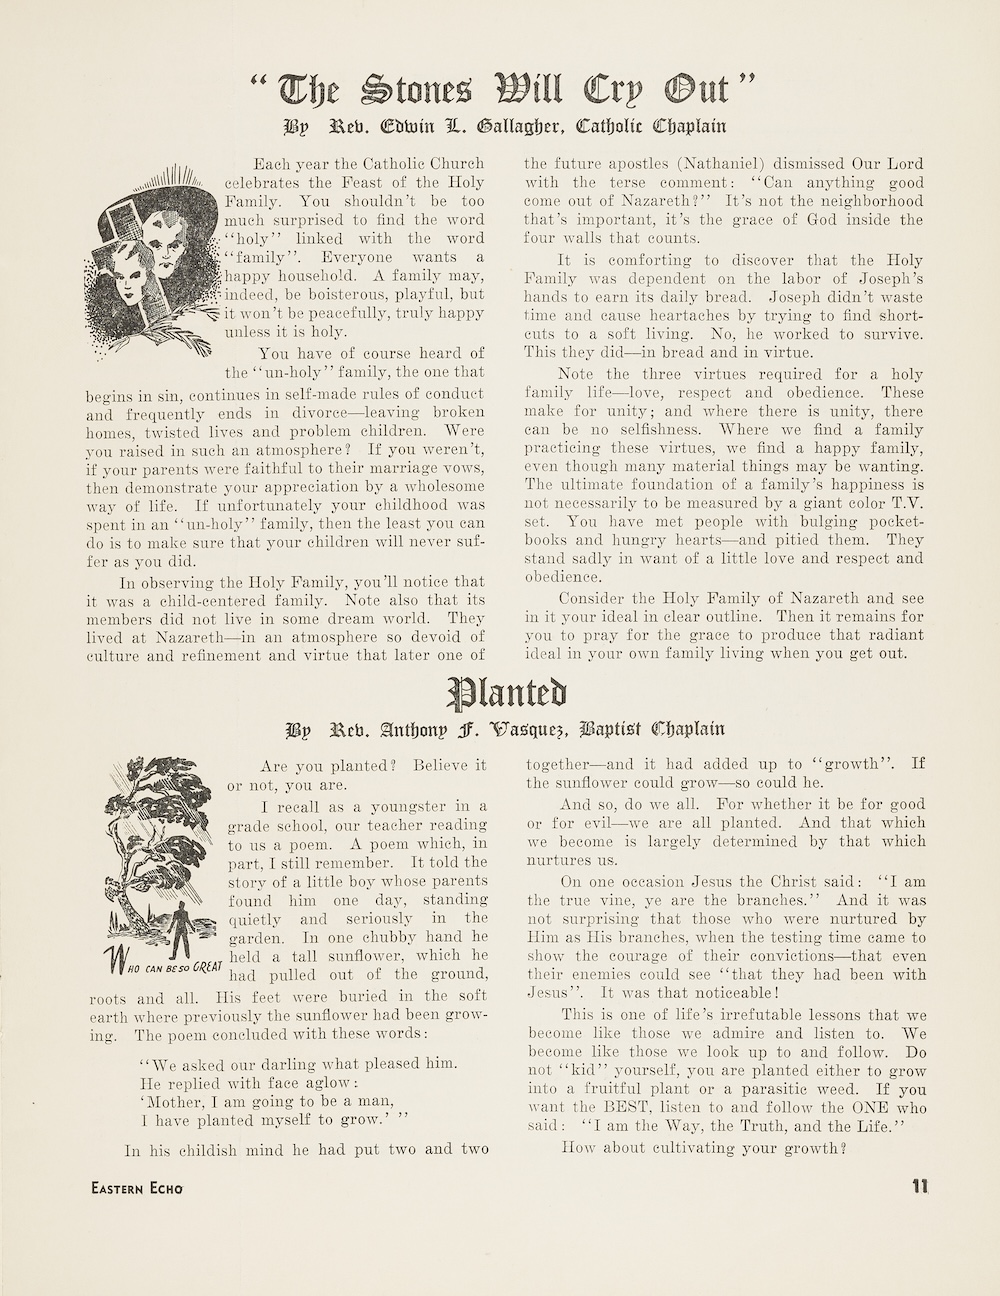 “The Stones Will Cry Out”
By Rev. Edwin L. Gallagher, Catholic Chaplain
Each year the Catholic Church
celebrates the Feast of the Holy
Family. You shouldn't be too
much surprised to find the word
“holy” linked with the word
“family”. Everyone wants a
happy household. A family may,
indeed, be boisterous, playful, but
it won't be peacefully, truly happy
unless it is holy.
You have of course heard of
the “un-holy” family, the one that
begins in sin, continues in self-made rules of conduct
and frequently ends in divorce—leaving broken
homes, twisted lives and problem children. Were
you raised in such an atmosphere? If you weren't,
if your parents were faithful to their marriage vows,
then demonstrate your appreciation by a wholesome
way of life. If unfortunately your childhood was
spent in an “un-holy” family, then the least you can
do is to make sure that your children will never suf-
fer as you did.
In observing the Holy Family, you'll notice that
it was a child-centered family. Note also that its
members did not live in some dream world. They
lived at Nazareth—in an atmosphere so devoid of
culture and refinement and virtue that later one of
the future apostles (Nathaniel) dismissed Our Lord
with the terse comment: “Can anything good
come out of Nazareth?” It's not the neighborhood
that's important, it's the grace of God inside the
four walls that counts.
It is comforting to discover that the Holy
Family was dependent on the labor of Joseph's
hands to earn its daily bread. Joseph didn't waste
time and cause heartaches by trying to find short-
cuts to a soft living. No, he worked to survive.
This they did—in bread and in virtue.
Note the three virtues required for a holy
family life—love, respect and obedience. These
make for unity; and where there is unity, there
can be no selfishness. Where we find a family
practicing these virtues, we find a happy family,
even though many material things may be wanting.
The ultimate foundation of a family's happiness is
not necessarily to be measured by a giant color T.V.
set. You have met people with bulging pocket-
books and hungry hearts—and pitied them. They
stand sadly in want of a little love and respect and
obedience.
Consider the Holy Family of Nazareth and see
in it your ideal in clear outline. Then it remains for
you to pray for the grace to produce that radiant
ideal in your own family living when you get out.
Planted
By Rev. Anthony F. Vasquez, Baptist Chaplain
Are you planted? Believe it
or not, you are.
I recall as a youngster in a
grade school, our teacher reading
to us a poem. A poem which, in
part, I still remember. It told the
story of a little boy whose parents
found him one day, standing
quietly and seriously in the
garden. In one chubby hand he
held a tall sunflower, which he
had pulled out of the ground,
WHO CAN BE SO GREAT
roots and all. His feet were buried in the soft
earth where previously the sunflower had been grow-
ing. The poem concluded with these words:
“We asked our darling what pleased him.
He replied with face aglow:
‘Mother, I am going to be a man,
I have planted myself to grow.’ ”
In his childish mind he had put two and two
together—and it had added up to “growth”. If
the sunflower could grow—so could he.
And so, do we all. For whether it be for good
or for evil—we are all planted. And that which
we become is largely determined by that which
nurtures us.
On one occasion Jesus the Christ said: “I am
the true vine, ye are the branches.” And it was
not surprising that those who were nurtured by
Him as His branches, when the testing time came to
show the courage of their convictions—that even
their enemies could see “that they had been with
Jesus”. It was that noticeable!
This is one of life's irrefutable lessons that we
become like those we admire and listen to. We
become like those we look up to and follow. Do
not “kid” yourself, you are planted either to grow
into a fruitful plant or a parasitic weed. If you
want the BEST, listen to and follow the ONE who
said: “I am the Way, the Truth, and the Life.”
How about cultivating your growth?
EASTERN ECHO
11